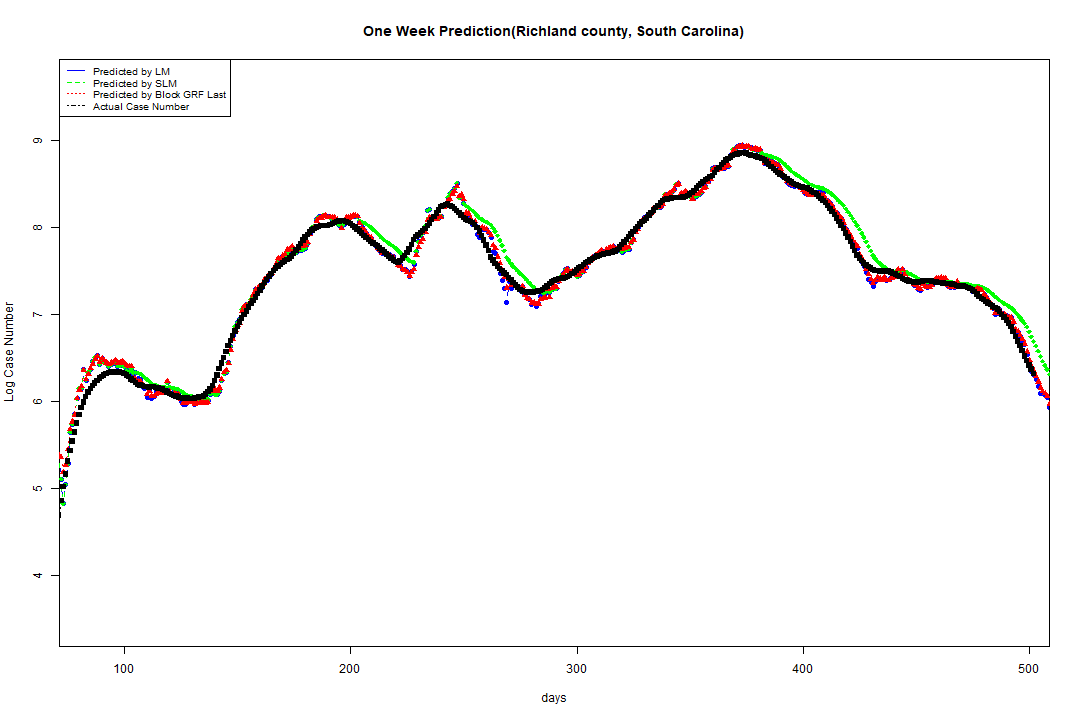 One Week Prediction(Richland county, South Carolina)
Predicted by LM
Predicted by SLM
Predicted by Block GRF Last
Actual Case Number
9
8
7
6
5
4
Log Case Number
100 200 300 400 500
days